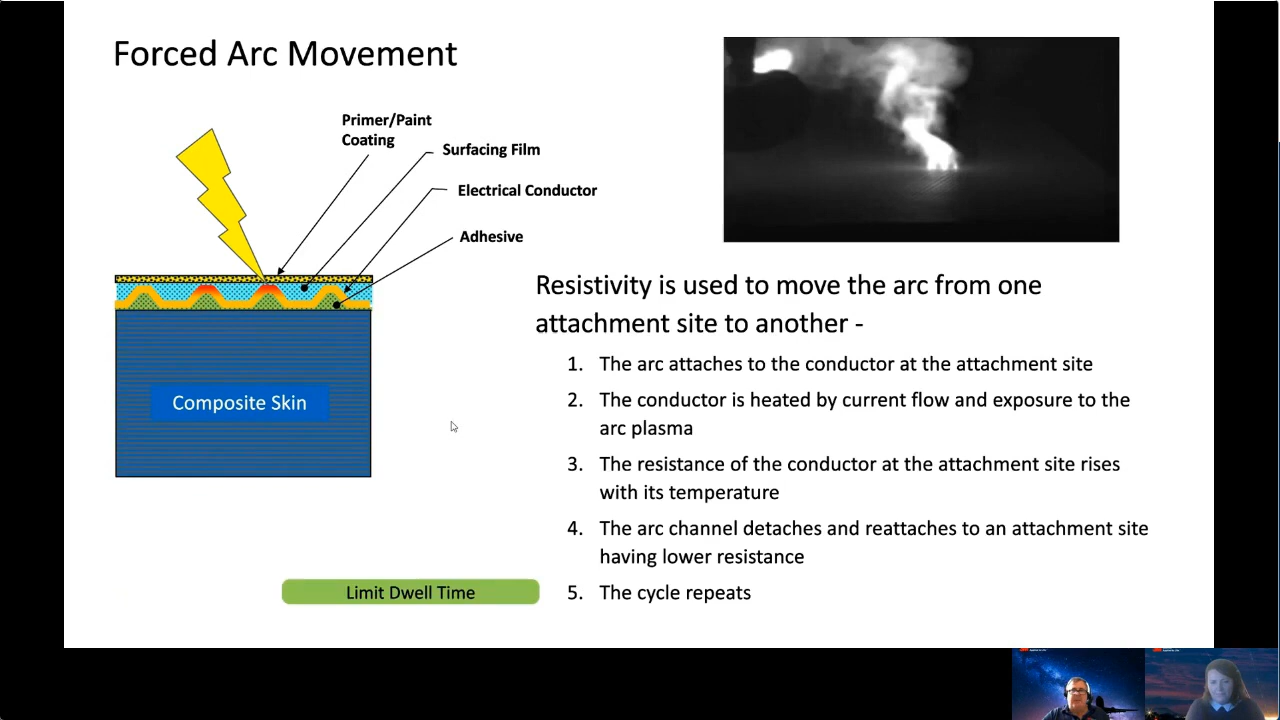 Forced Arc Movement
Primer/Paint
Coating
Surfacing Film
Electrical Conductor
Adhesive
Composite Skin
Resistivity is used to move the arc from one
attachment site to another -
1. The arc attaches to the conductor at the attachment site
2. The conductor is heated by current flow and exposure to the
arc plasma
3. The resistance of the conductor at the attachment site rises
with its temperature
4. The arc channel detaches and reattaches to an attachment site
having lower resistance
Limit Dwell Time
5. The cycle repeats